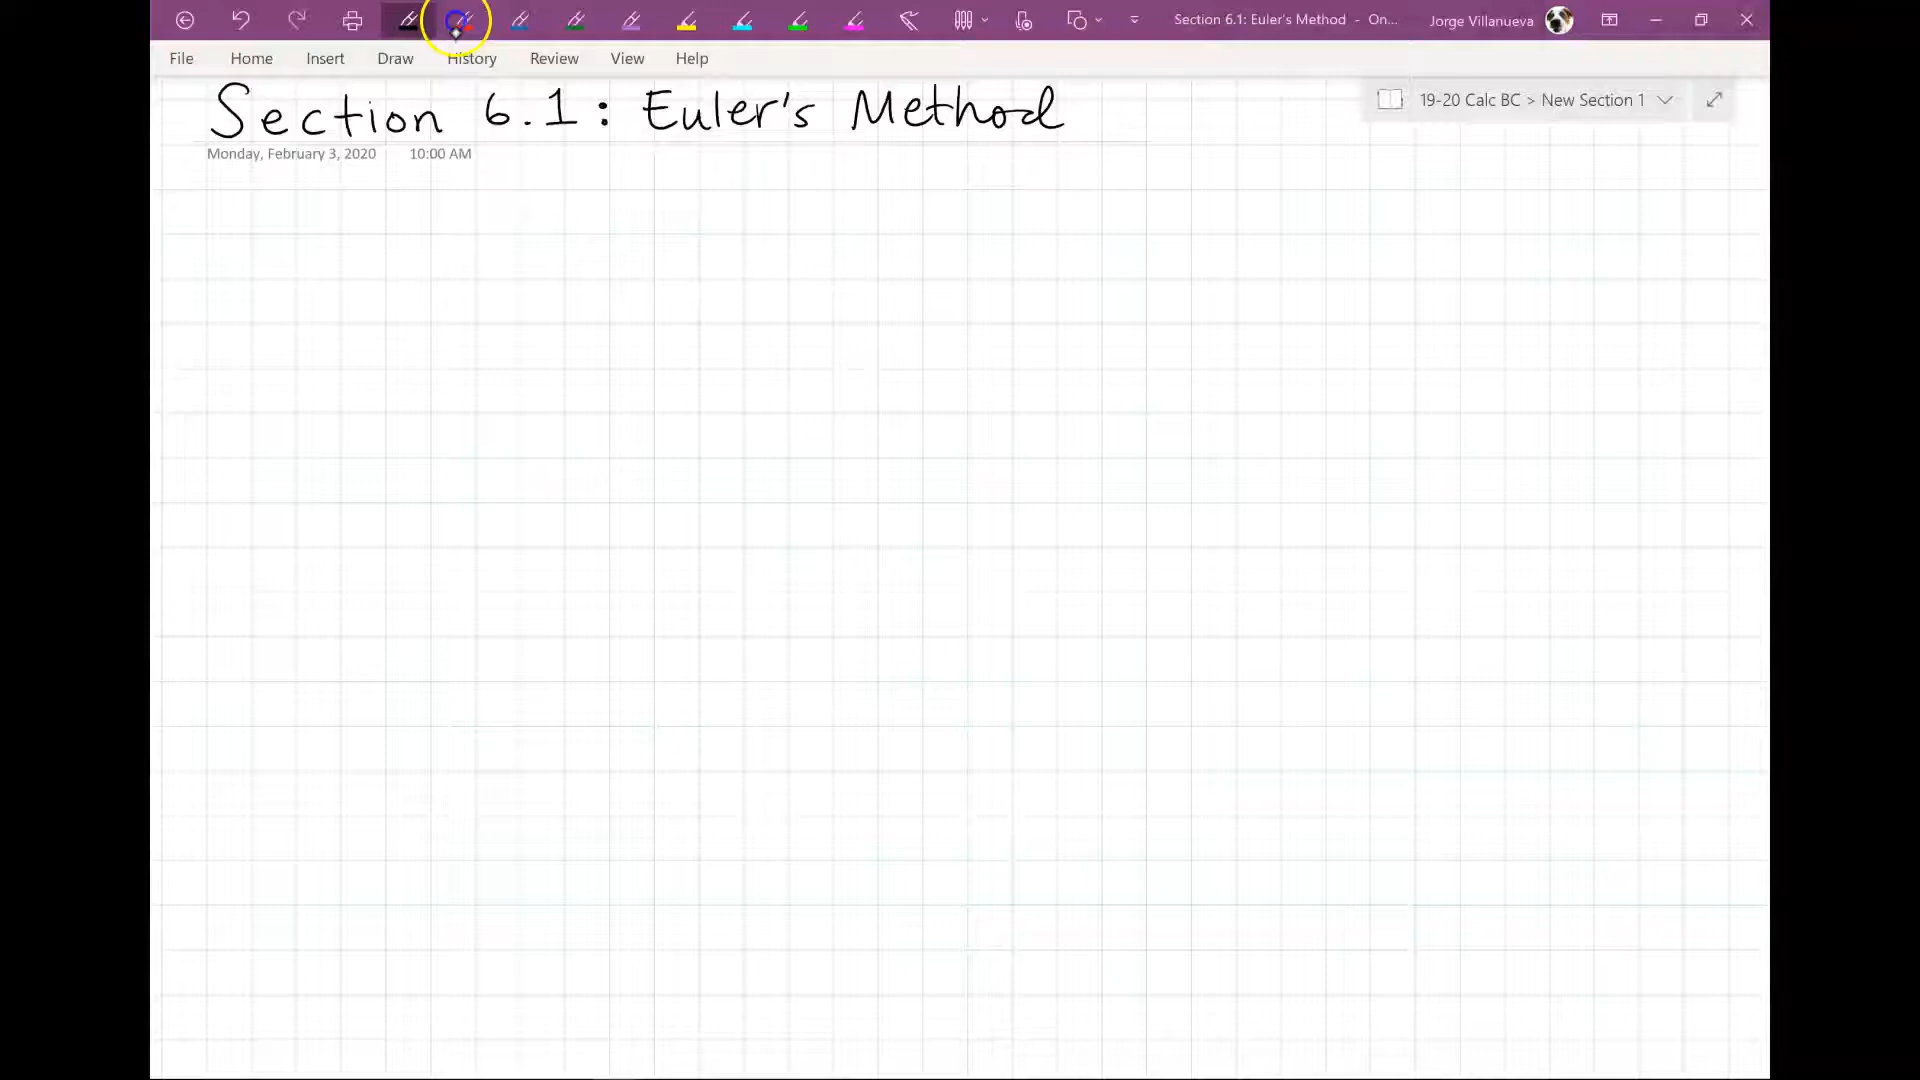 Section 6.1: Euler's Method - On...
Jorge Villanueva
File Home Insert Draw History Review View Help
Section 6.1: Euler's Method
19-20 Calc BC > New Section 1
Monday, February 3, 2020 10:00 AM